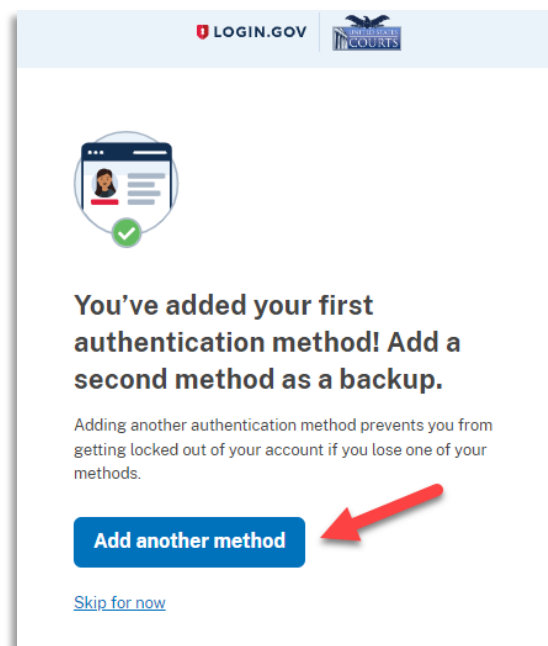 LOGIN.GOV
UNITED STATES
COURTS
You’ve added your first
authentication method! Add a
second method as a backup.
Adding another authentication method prevents you from
getting locked out of your account if you lose one of your
methods.
Add another method
Skip for now